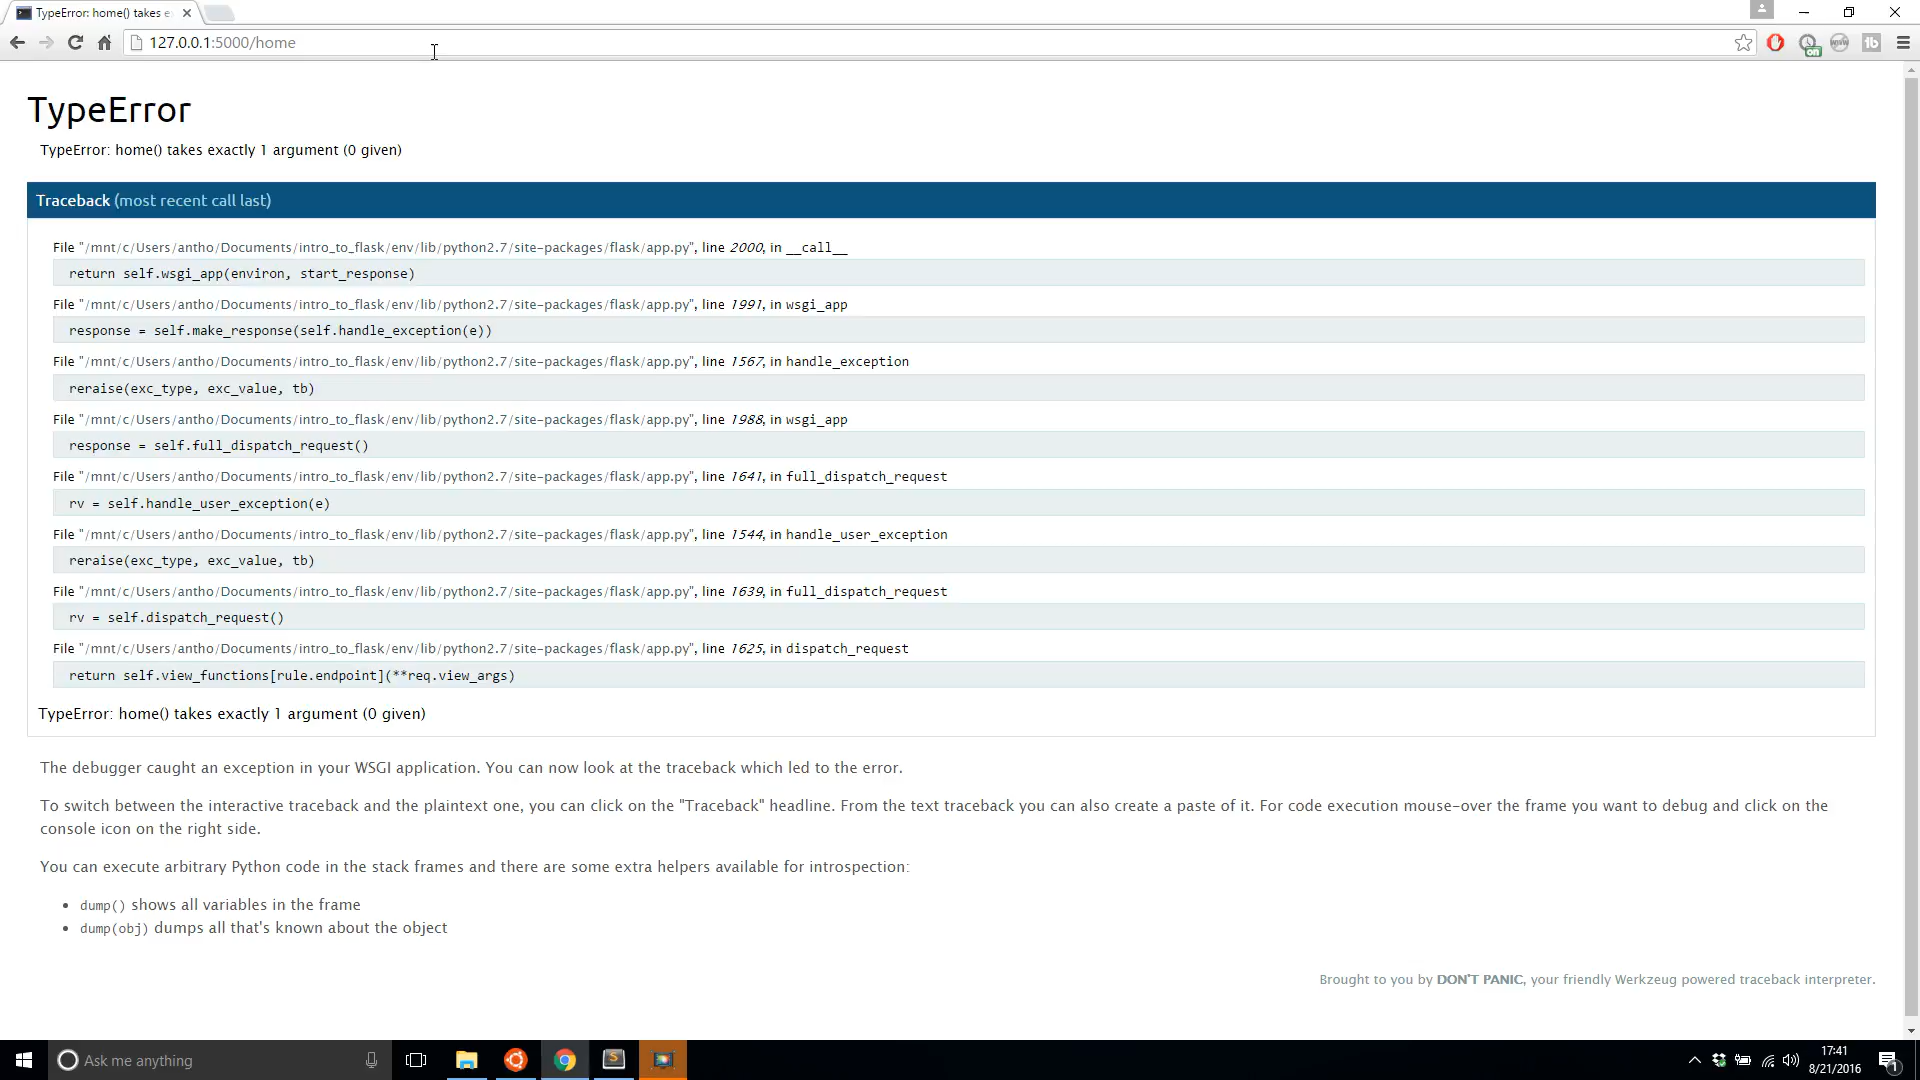 TypeError: home() takes e
127.0.0.1:5000/home
on
TypeError
TypeError: home() takes exactly 1 argument (0 given)
Traceback (most recent call last)
File "/mnt/c/Users/antho/Documents/intro_to_flask/env/lib/python2.7/site-packages/flask/app.py", line 2000, in __call__
return self.wsgi_app(environ, start_response)
File "/mnt/c/Users/antho/Documents/intro_to_flask/env/lib/python2.7/site-packages/flask/app.py", line 1991, in wsgi_app
response = self.make_response(self.handle_exception(e))
File "/mnt/c/Users/antho/Documents/intro_to_flask/env/lib/python2.7/site-packages/flask/app.py", line 1567, in handle_exception
reraise(exc_type, exc_value, tb)
File "/mnt/c/Users/antho/Documents/intro_to_flask/env/lib/python2.7/site-packages/flask/app.py", line 1988, in wsgi_app
response = self.full_dispatch_request()
File "/mnt/c/Users/antho/Documents/intro_to_flask/env/lib/python2.7/site-packages/flask/app.py", line 1641, in full_dispatch_request
rv = self.handle_user_exception(e)
File "/mnt/c/Users/antho/Documents/intro_to_flask/env/lib/python2.7/site-packages/flask/app.py", line 1544, in handle_user_exception
reraise(exc_type, exc_value, tb)
File "/mnt/c/Users/antho/Documents/intro_to_flask/env/lib/python2.7/site-packages/flask/app.py", line 1639, in full_dispatch_request
rv = self.dispatch_request()
File "/mnt/c/Users/antho/Documents/intro_to_flask/env/lib/python2.7/site-packages/flask/app.py", line 1625, in dispatch_request
return self.view_functions[rule.endpoint](**req.view_args)
TypeError: home() takes exactly 1 argument (0 given)
The debugger caught an exception in your WSGI application. You can now look at the traceback which led to the error.
To switch between the interactive traceback and the plaintext one, you can click on the "Traceback" headline. From the text traceback you can also create a paste of it. For code execution mouse-over the frame you want to debug and click on the
console icon on the right side.
You can execute arbitrary Python code in the stack frames and there are some extra helpers available for introspection:
• dump() shows all variables in the frame
• dump(obj) dumps all that's known about the object
Brought to you by DON'T PANIC, your friendly Werkzeug powered traceback interpreter.
Ask me anything
17:41
8/21/2016
1